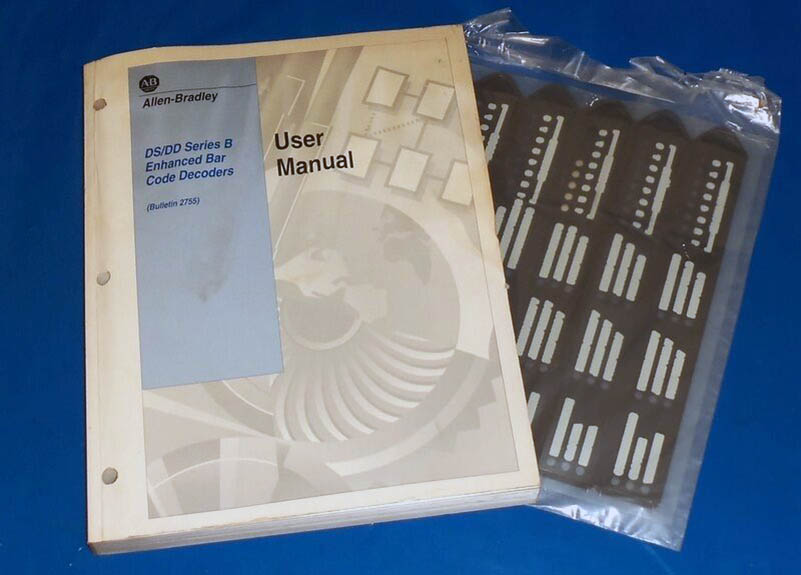 AB
Allen-Bradley
DS/DD Series B
Enhanced Bar
Code Decoders
(Bulletin 2755)
User
Manual